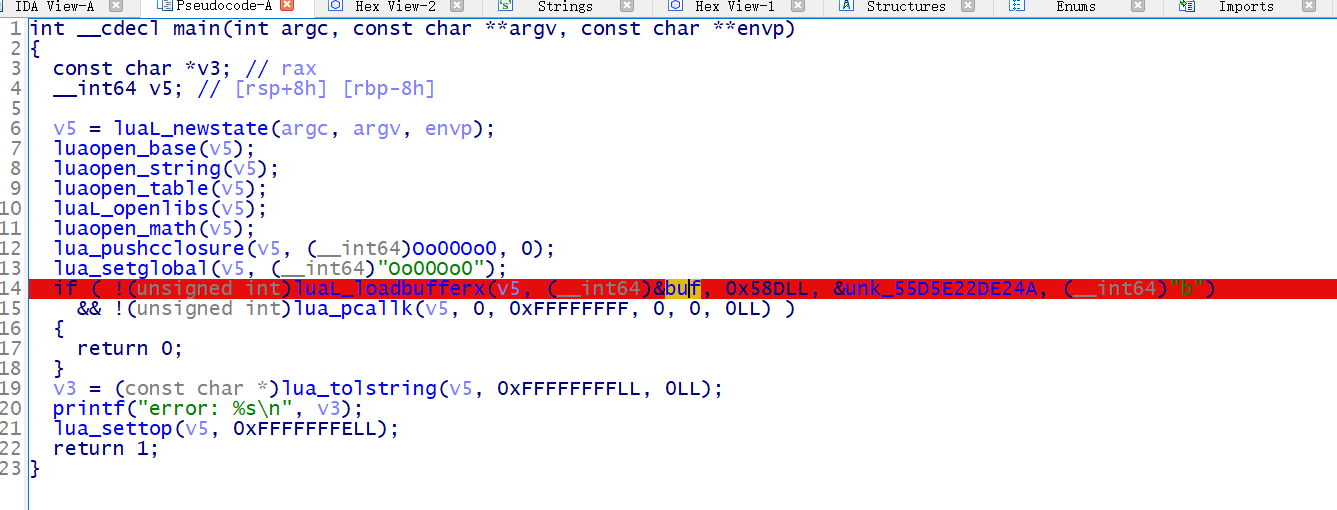 IDA View-A Pseudocode-A Hex View-2 Strings Hex View-1 Structures Enums Imports
1 int __cdecl main(int argc, const char **argv, const char **envp)
2 {
3 const char *v3; // rax
4 __int64 v5; // [rsp+8h] [rbp-8h]
5
6 v5 = luaL_newstate(argc, argv, envp);
7 luaopen_base(v5);
8 luaopen_string(v5);
9 luaopen_table(v5);
10 luaL_openlibs(v5);
11 luaopen_math(v5);
12 lua_pushcclosure(v5, (__int64)OoOOOoO, 0);
13 lua_setglobal(v5, (__int64)"OoOOOoO");
14 if ( !(unsigned int)luaL_loadbufferx(v5, (__int64)&buf, 0x58DLL, &unk_55D5E22DE24A, (__int64)"b")
15 && !(unsigned int)lua_pcallk(v5, 0, 0xFFFFFFFF, 0, 0, 0LL) )
16 {
17 return 0;
18 }
19 v3 = (const char *)lua_tolstring(v5, 0xFFFFFFFFLL, 0LL);
20 printf("error: %s\n", v3);
21 lua_settop(v5, 0xFFFFFFFELL);
22 return 1;
23 }